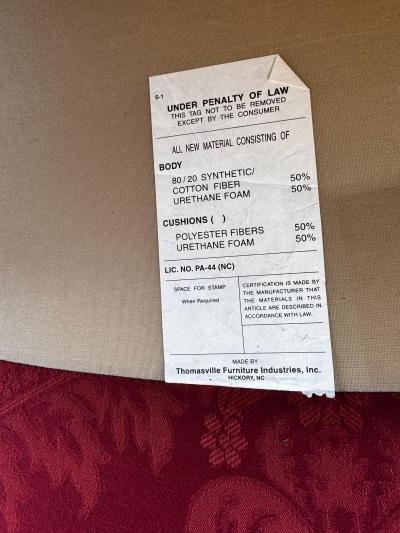 S-1
UNDER PENALTY OF LAW
THIS TAG NOT TO BE REMOVED
EXCEPT BY THE CONSUMER
ALL NEW MATERIAL CONSISTING OF
BODY
80/20 SYNTHETIC/ 50%
COTTON FIBER 50%
URETHANE FOAM
CUSHIONS ( )
POLYESTER FIBERS 50%
URETHANE FOAM 50%
LIC. NO. PA-44 (NC)
SPACE FOR STAMP
When Required
CERTIFICATION IS MADE BY
THE MANUFACTURER THAT
THE MATERIALS IN THIS
ARTICLE ARE DESCRIBED IN
ACCORDANCE WITH LAW.
MADE BY
Thomasville Furniture Industries, Inc.
HICKORY, NC